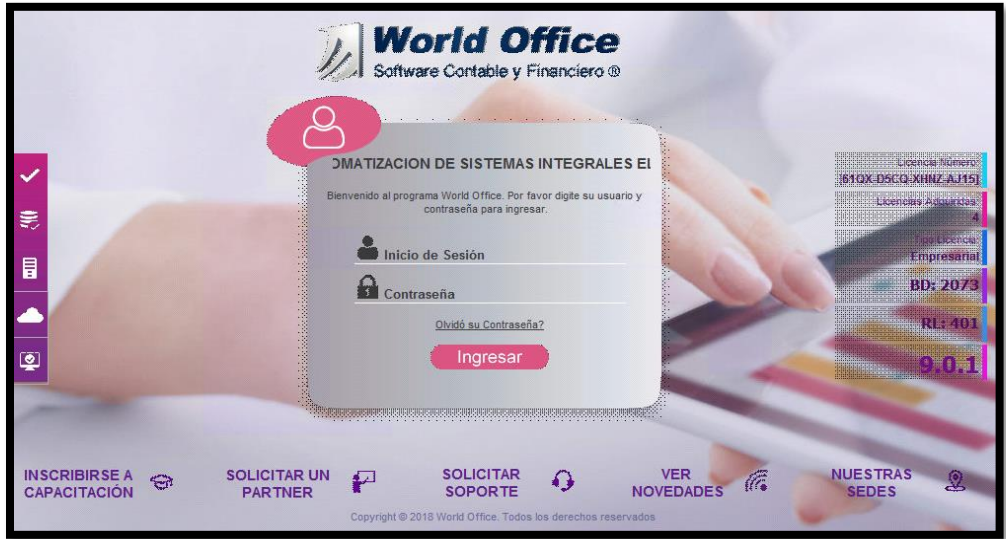 World Office
Software Contable y Financiero ®
OMATIZACION DE SISTEMAS INTEGRALES EL
Bienvenido al programa World Office. Por favor digite su usuario y
contraseña para ingresar.
Inicio de Sesión
Contraseña
Olvidó su Contraseña?
Ingresar
Licencia Número:
[61QX-D5CQ-XHNZ-AJ15]
Licencias Adquiridas:
4
Tipo Licencia:
Empresarial
BD: 2073
RL: 401
9.0.1
INSCRIBIRSE A
CAPACITACIÓN
SOLICITAR UN
PARTNER
SOLICITAR
SOPORTE
VER
NOVEDADES
NUESTRAS
SEDES
Copyright © 2018 World Office. Todos los derechos reservados